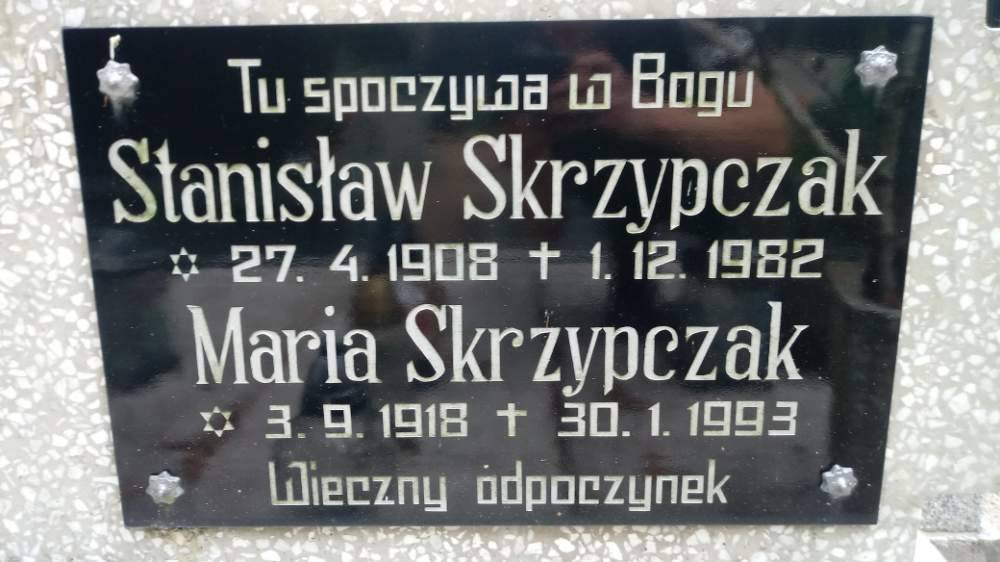 Tu spoczywa w Bogu
Stanisław Skrzypczak
✡ 27. 4. 1908 ✝ 1. 12. 1982
Maria Skrzypczak
✡ 3. 9. 1918 ✝ 30. 1. 1993
Wieczny odpoczynek